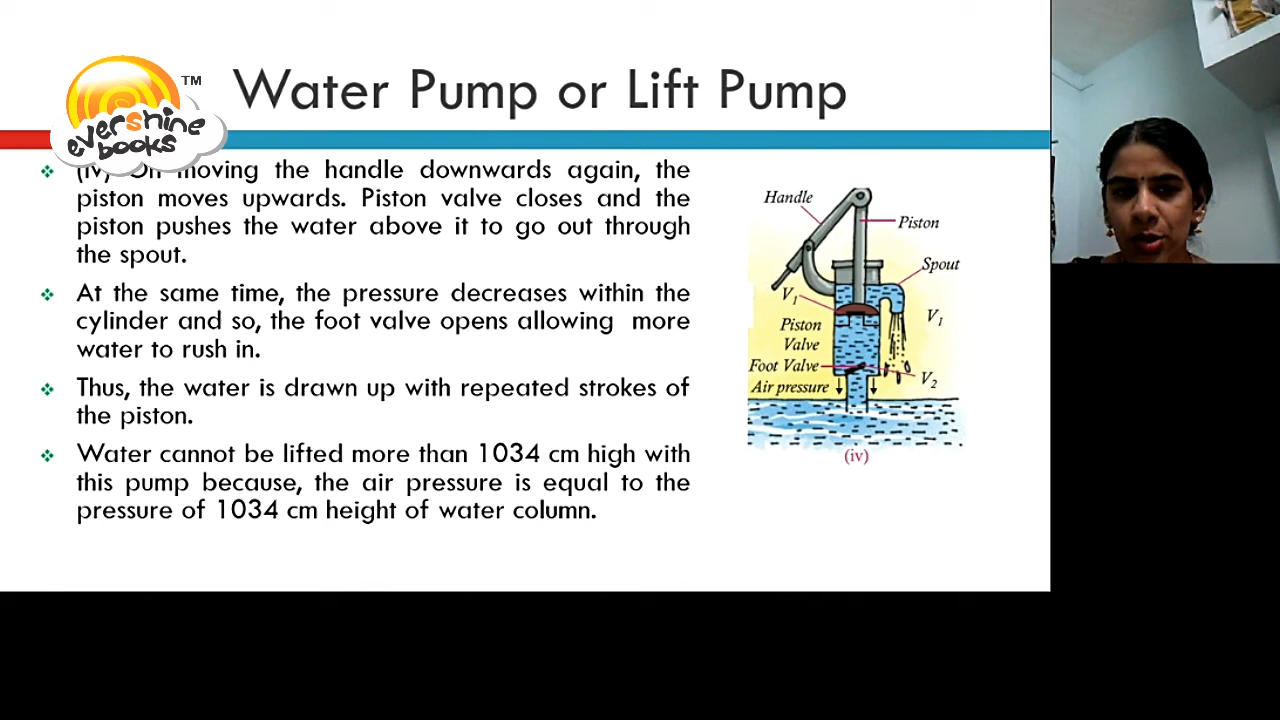 TM
evershine
books
Water Pump or Lift Pump
(iv) On moving the handle downwards again, the
piston moves upwards. Piston valve closes and the
piston pushes the water above it to go out through
the spout.
At the same time, the pressure decreases within the
cylinder and so, the foot valve opens allowing more
water to rush in.
Thus, the water is drawn up with repeated strokes of
the piston.
Water cannot be lifted more than 1034 cm high with
this pump because, the air pressure is equal to the
pressure of 1034 cm height of water column.
Handle
Piston
Spout
V1
V1
Piston
Valve
Foot Valve
V2
Air pressure
(iv)